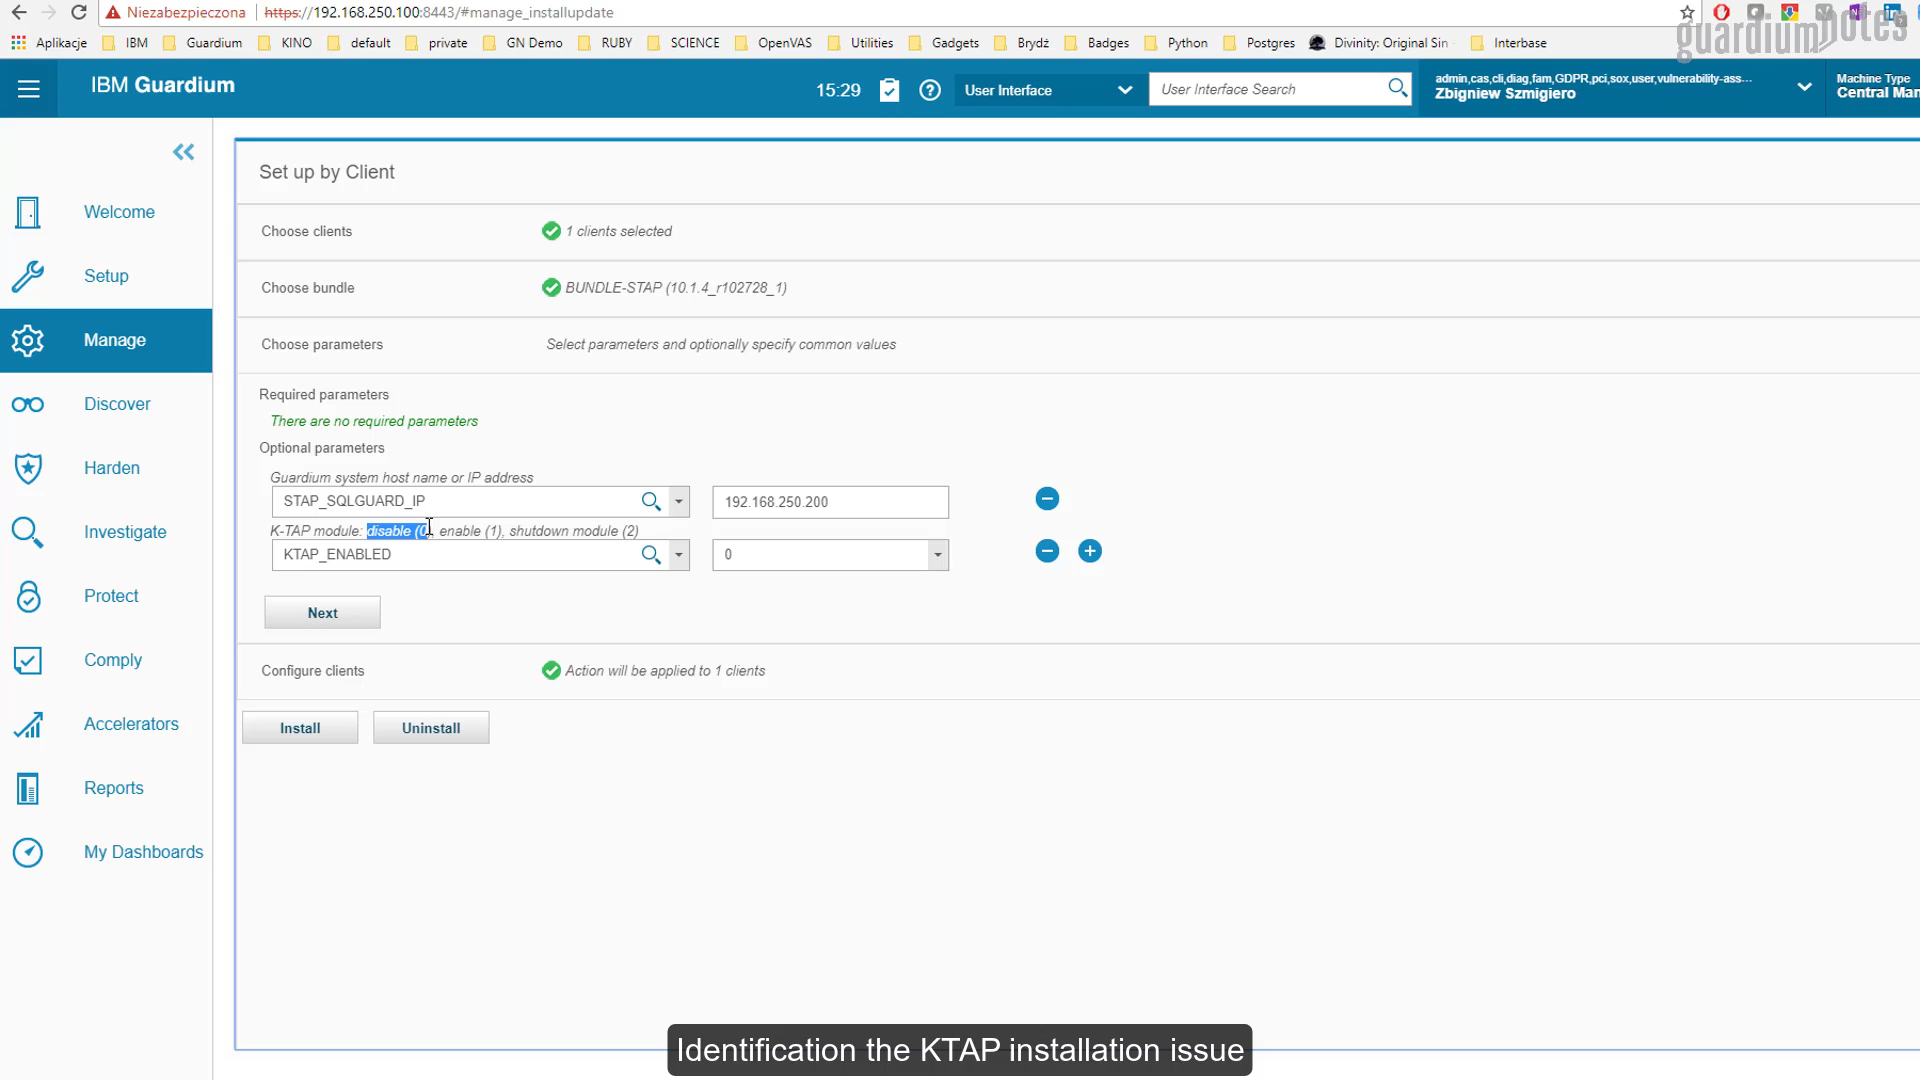 guardiumnotes
Niezabezpieczona https://192.168.250.100:8443/#manage_installupdate
Aplikacje IBM Guardium KINO default private GN Demo RUBY SCIENCE OpenVAS Utilities Gadgets Brydż Badges Python Postgres Divinity: Original Sin Interbase
IBM Guardium
15:29
User Interface
User Interface Search
admin,cas,cli,diag,fam,GDPR,pci,sox,user,vulnerability-ass...
Zbigniew Szmigiero
Machine Type
Central Man
Welcome
Setup
Manage
Discover
Harden
Investigate
Protect
Comply
Accelerators
Reports
My Dashboards
Set up by Client
Choose clients 1 clients selected
Choose bundle BUNDLE-STAP (10.1.4_r102728_1)
Choose parameters Select parameters and optionally specify common values
Required parameters
There are no required parameters
Optional parameters
Guardium system host name or IP address
STAP_SQLGUARD_IP 192.168.250.200
K-TAP module: disable (0), enable (1), shutdown module (2)
KTAP_ENABLED 0
Next
Configure clients Action will be applied to 1 clients
Install Uninstall
Identification the KTAP installation issue